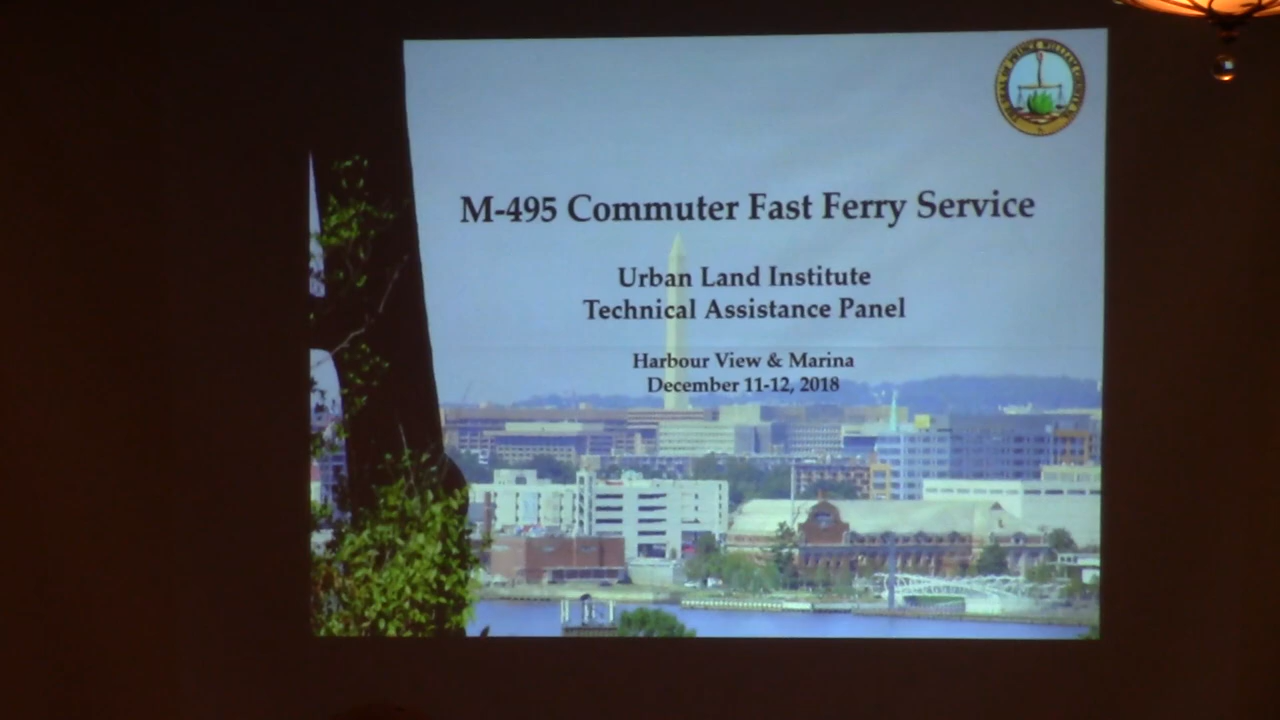 M-495 Commuter Fast Ferry Service
Urban Land Institute
Technical Assistance Panel
Harbour View & Marina
December 11-12, 2018